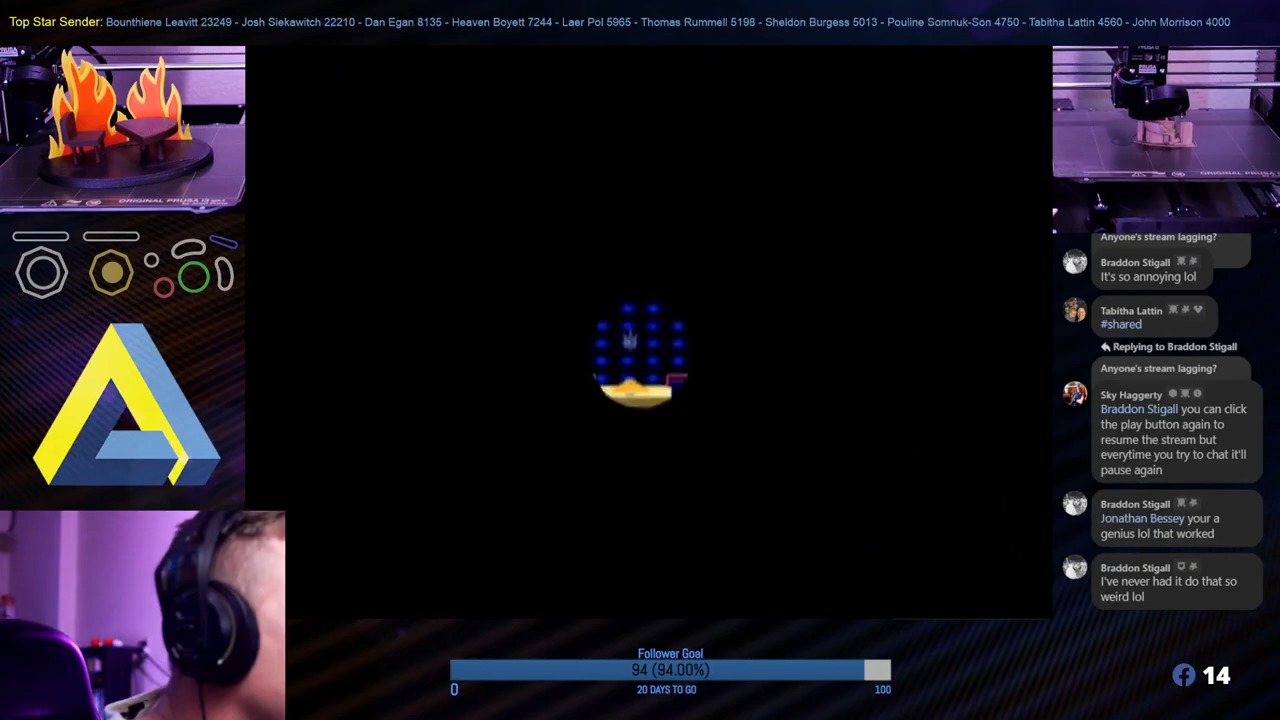 Top Star Sender: Bounthiene Leavitt 23249 - Josh Siekawitch 22210 - Dan Egan 8135 - Heaven Boyett 7244 - Laer Pol 5965 - Thomas Rummell 5198 - Sheldon Burgess 5013 - Pouline Somnuk-Son 4750 - Tabitha Lattin 4560 - John Morrison 4000
PRUSA
ORIGINAL PRUSA i3
ORIGINAL PRUSA
Anyone's stream lagging?
Braddon Stigall
It's so annoying lol
Tabitha Lattin
#shared
Replying to Braddon Stigall
Anyone's stream lagging?
Sky Haggerty
Braddon Stigall you can click
the play button again to
resume the stream but
everytime you try to chat it'll
pause again
Braddon Stigall
Jonathan Bessey your a
genius lol that worked
Braddon Stigall
I've never had it do that so
weird lol
Follower Goal
94 (94.00%)
0
20 DAYS TO GO
100
14